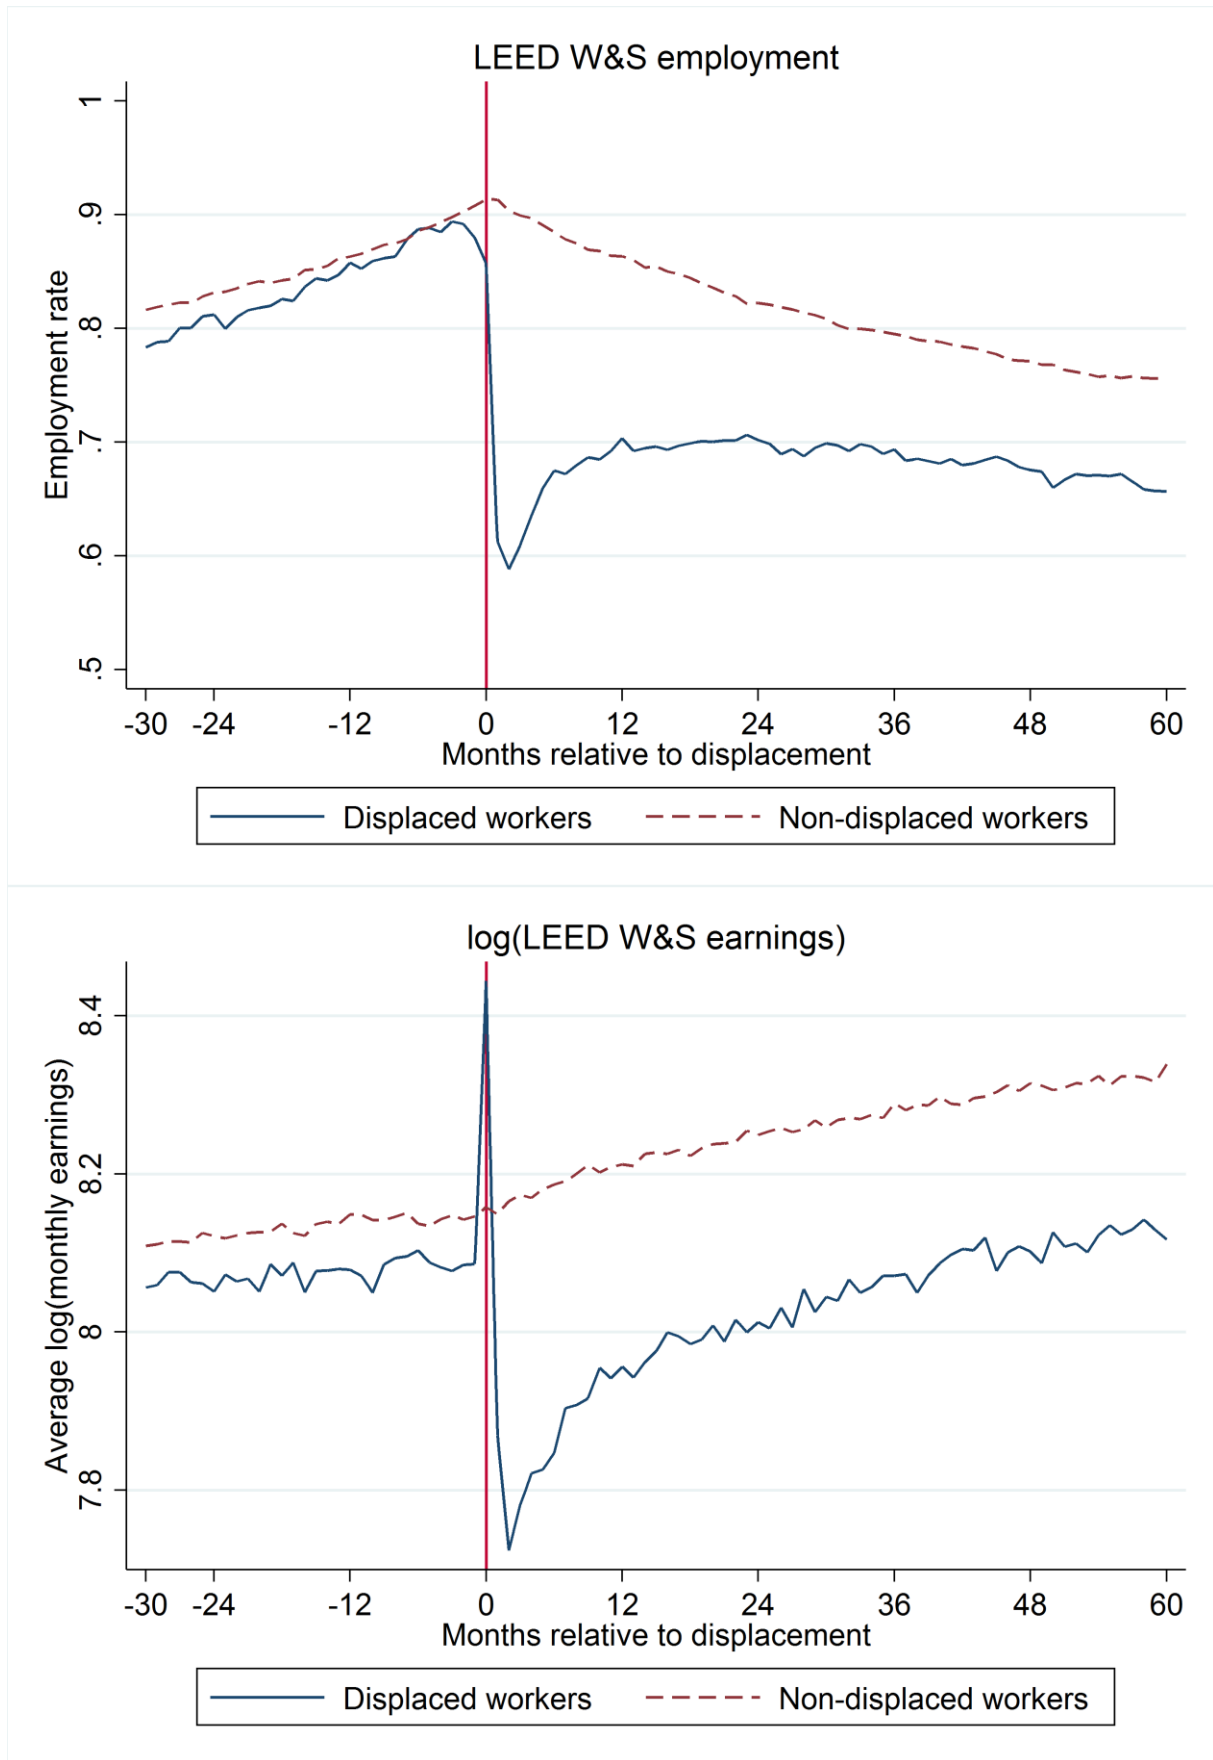 LEED W&S employment
1
.9
.8
.7
.6
.5
Employment rate
-30 -24 -12 0 12 24 36 48 60
Months relative to displacement
Displaced workers Non-displaced workers
log(LEED W&S earnings)
8.4
8.2
8
7.8
Average log(monthly earnings)
-30 -24 -12 0 12 24 36 48 60
Months relative to displacement
Displaced workers Non-displaced workers